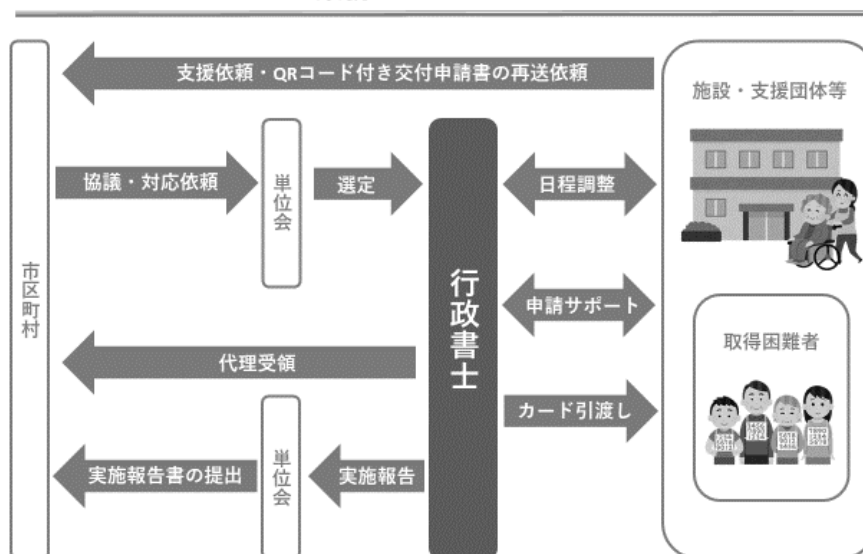 支援依頼・QRコード付き交付申請書の再送依頼
施設・支援団体等
協議・対応依頼
単位会
選定
日程調整
市区町村
行政書士
申請サポート
取得困難者
代理受領
カード引渡し
実施報告書の提出
単位会
実施報告